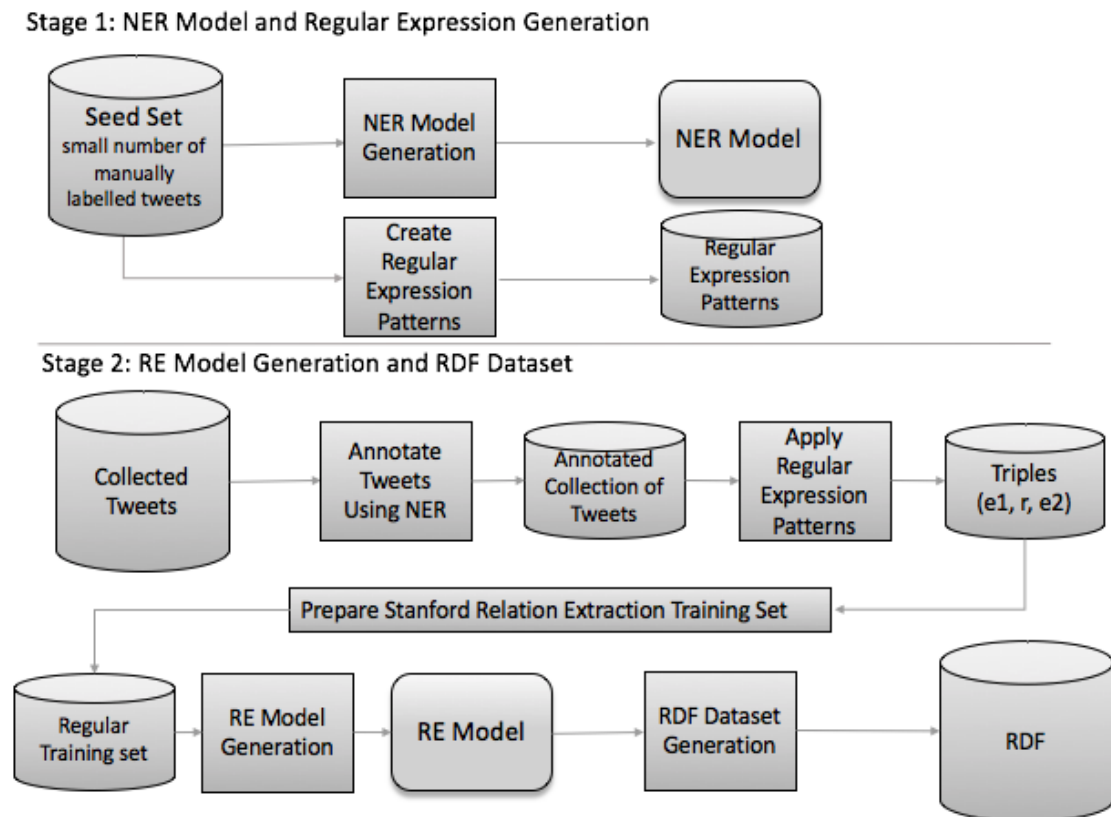 Stage 1: NER Model and Regular Expression Generation
Seed Set
small number of
manually
labelled tweets
NER Model
Generation
NER Model
Create
Regular
Expression
Patterns
Regular
Expression
Patterns
Stage 2: RE Model Generation and RDF Dataset
Collected
Tweets
Annotate
Tweets
Using NER
Annotated
Collection of
Tweets
Apply
Regular
Expression
Patterns
Triples
(e1, r, e2)
Prepare Stanford Relation Extraction Training Set
Regular
Training set
RE Model
Generation
RE Model
RDF Dataset
Generation
RDF